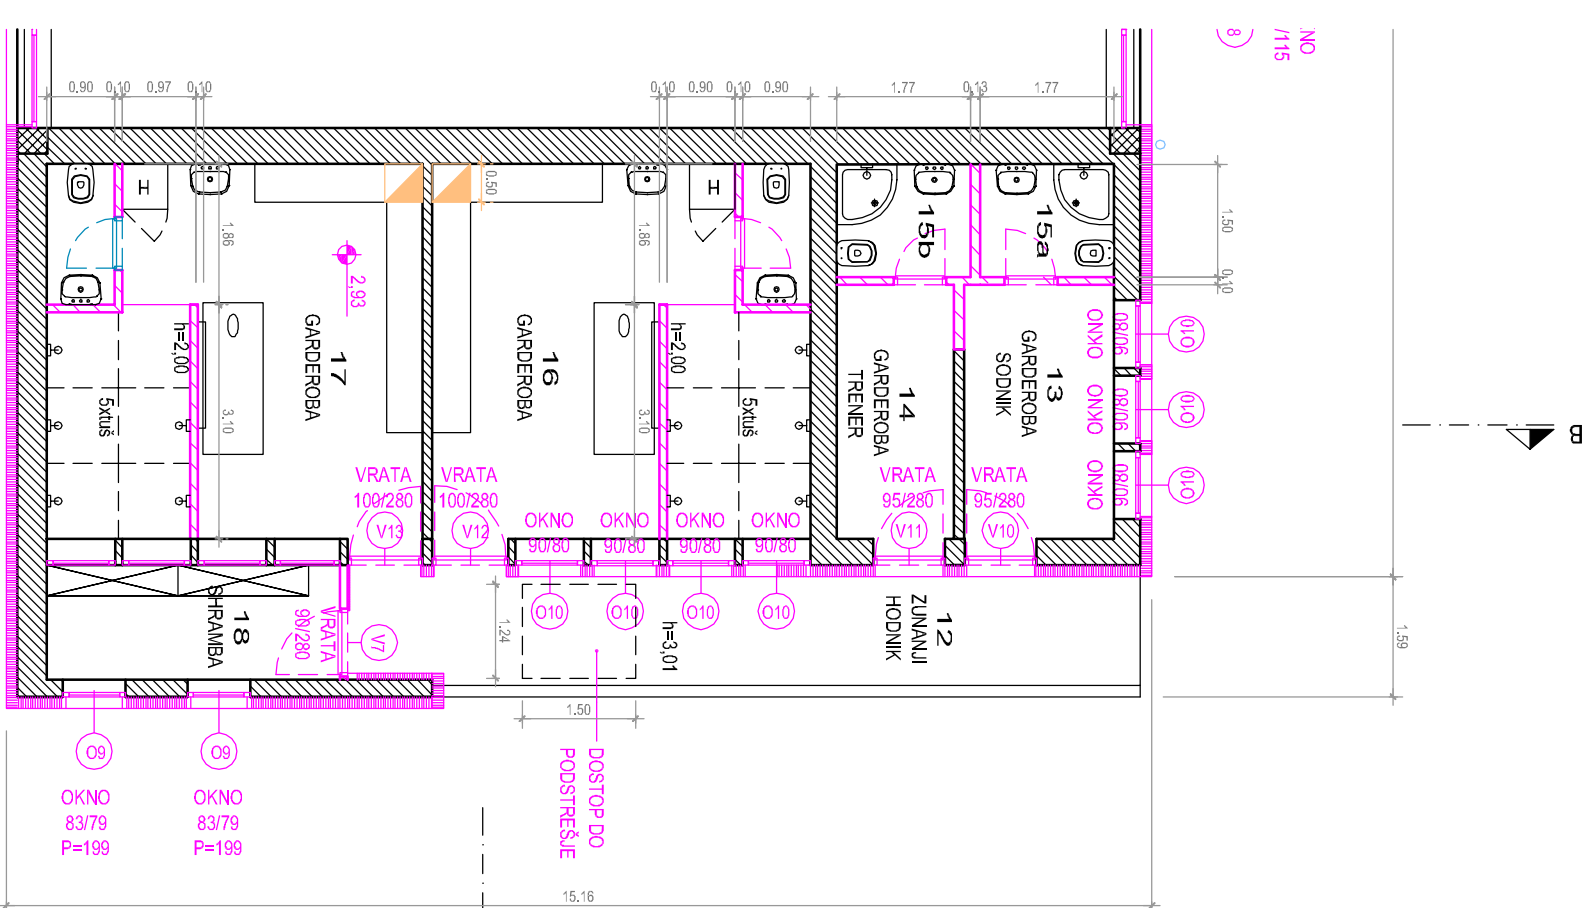 NO
/115
8
0.90
0.10
0.97
0.10
0.10
0.90
0.10
0.90
1.77
0.13
1.77
H
H
0.50
1.86
1.86
2,93
15b
15a
1.50
0.10
h=2,00
5xtuš
3.10
17
GARDEROBA
16
GARDEROBA
h=2,00
5xtuš
3.10
14
GARDEROBA
TRENER
13
GARDEROBA
SODNIK
OKNO
90/80
O10
OKNO
90/80
O10
OKNO
90/80
O10
B
VRATA
100/280
V13
VRATA
100/280
V12
OKNO
90/80
O10
OKNO
90/80
O10
OKNO
90/80
O10
OKNO
90/80
O10
VRATA
95/280
V11
VRATA
95/280
V10
18
SHRAMBA
VRATA
90/280
V7
1.24
h=3,01
12
ZUNANJI
HODNIK
1.59
1.50
DOSTOP DO
PODSTREŠJE
O9
OKNO
83/79
P=199
O9
OKNO
83/79
P=199
15.16